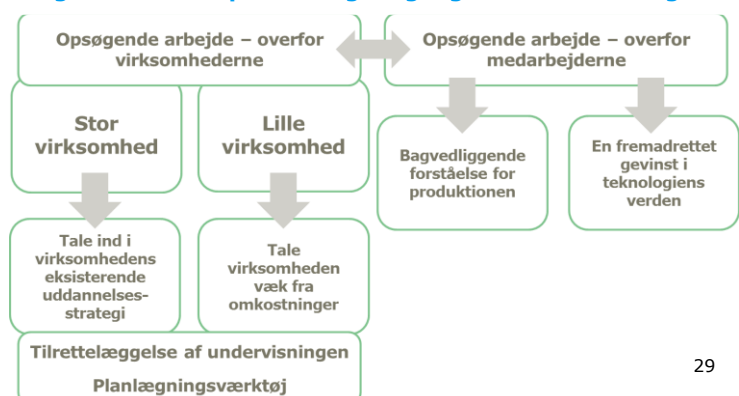 Opsøgende arbejde – overfor
virksomhederne
Opsøgende arbejde – overfor
medarbejderne
Stor
virksomhed
Lille
virksomhed
Bagvedliggende
forståelse for
produktionen
En fremadrettet
gevinst i
teknologiens
verden
Tale ind i
virksomhedens
eksisterende
uddannelses-
strategi
Tale
virksomheden
væk fra
omkostninger
Tilrettelæggelse af undervisningen
Planlægningsværktøj
29